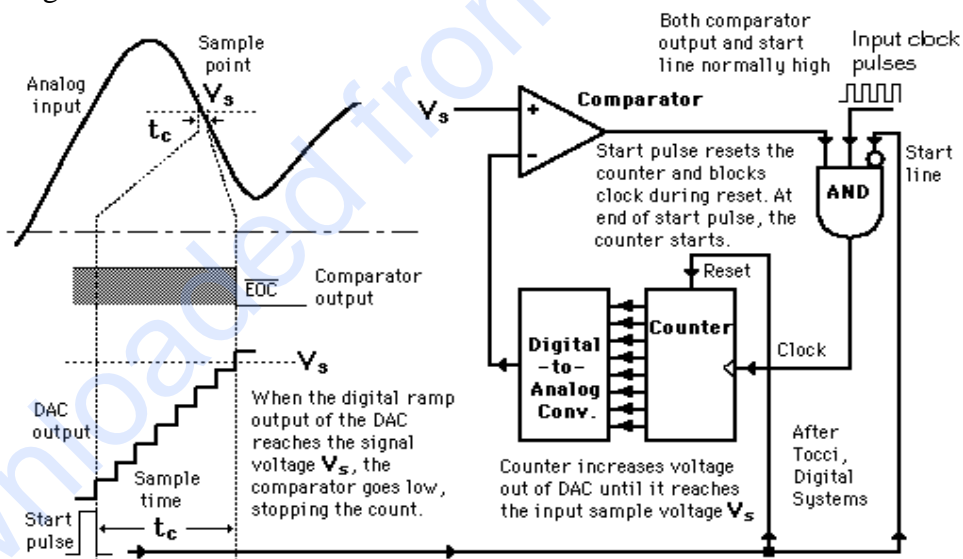 Analog
input
Sample
point
Vs
tc
Both comparator
output and start
line normally high
Input clock
pulses
Vs
Comparator
+
-
Start pulse resets the
counter and blocks
clock during reset. At
end of start pulse, the
counter starts.
AND
Start
line
EOC
Comparator
output
Reset
Counter
Digital
-to-
Analog
Conv.
Clock
Vs
DAC
output
When the digital ramp
output of the DAC
reaches the signal
voltage Vs, the
comparator goes low,
stopping the count.
Sample
time
tc
Start
pulse
Counter increases voltage
out of DAC until it reaches
the input sample voltage Vs
After
Tocci,
Digital
Systems
wnloaded from